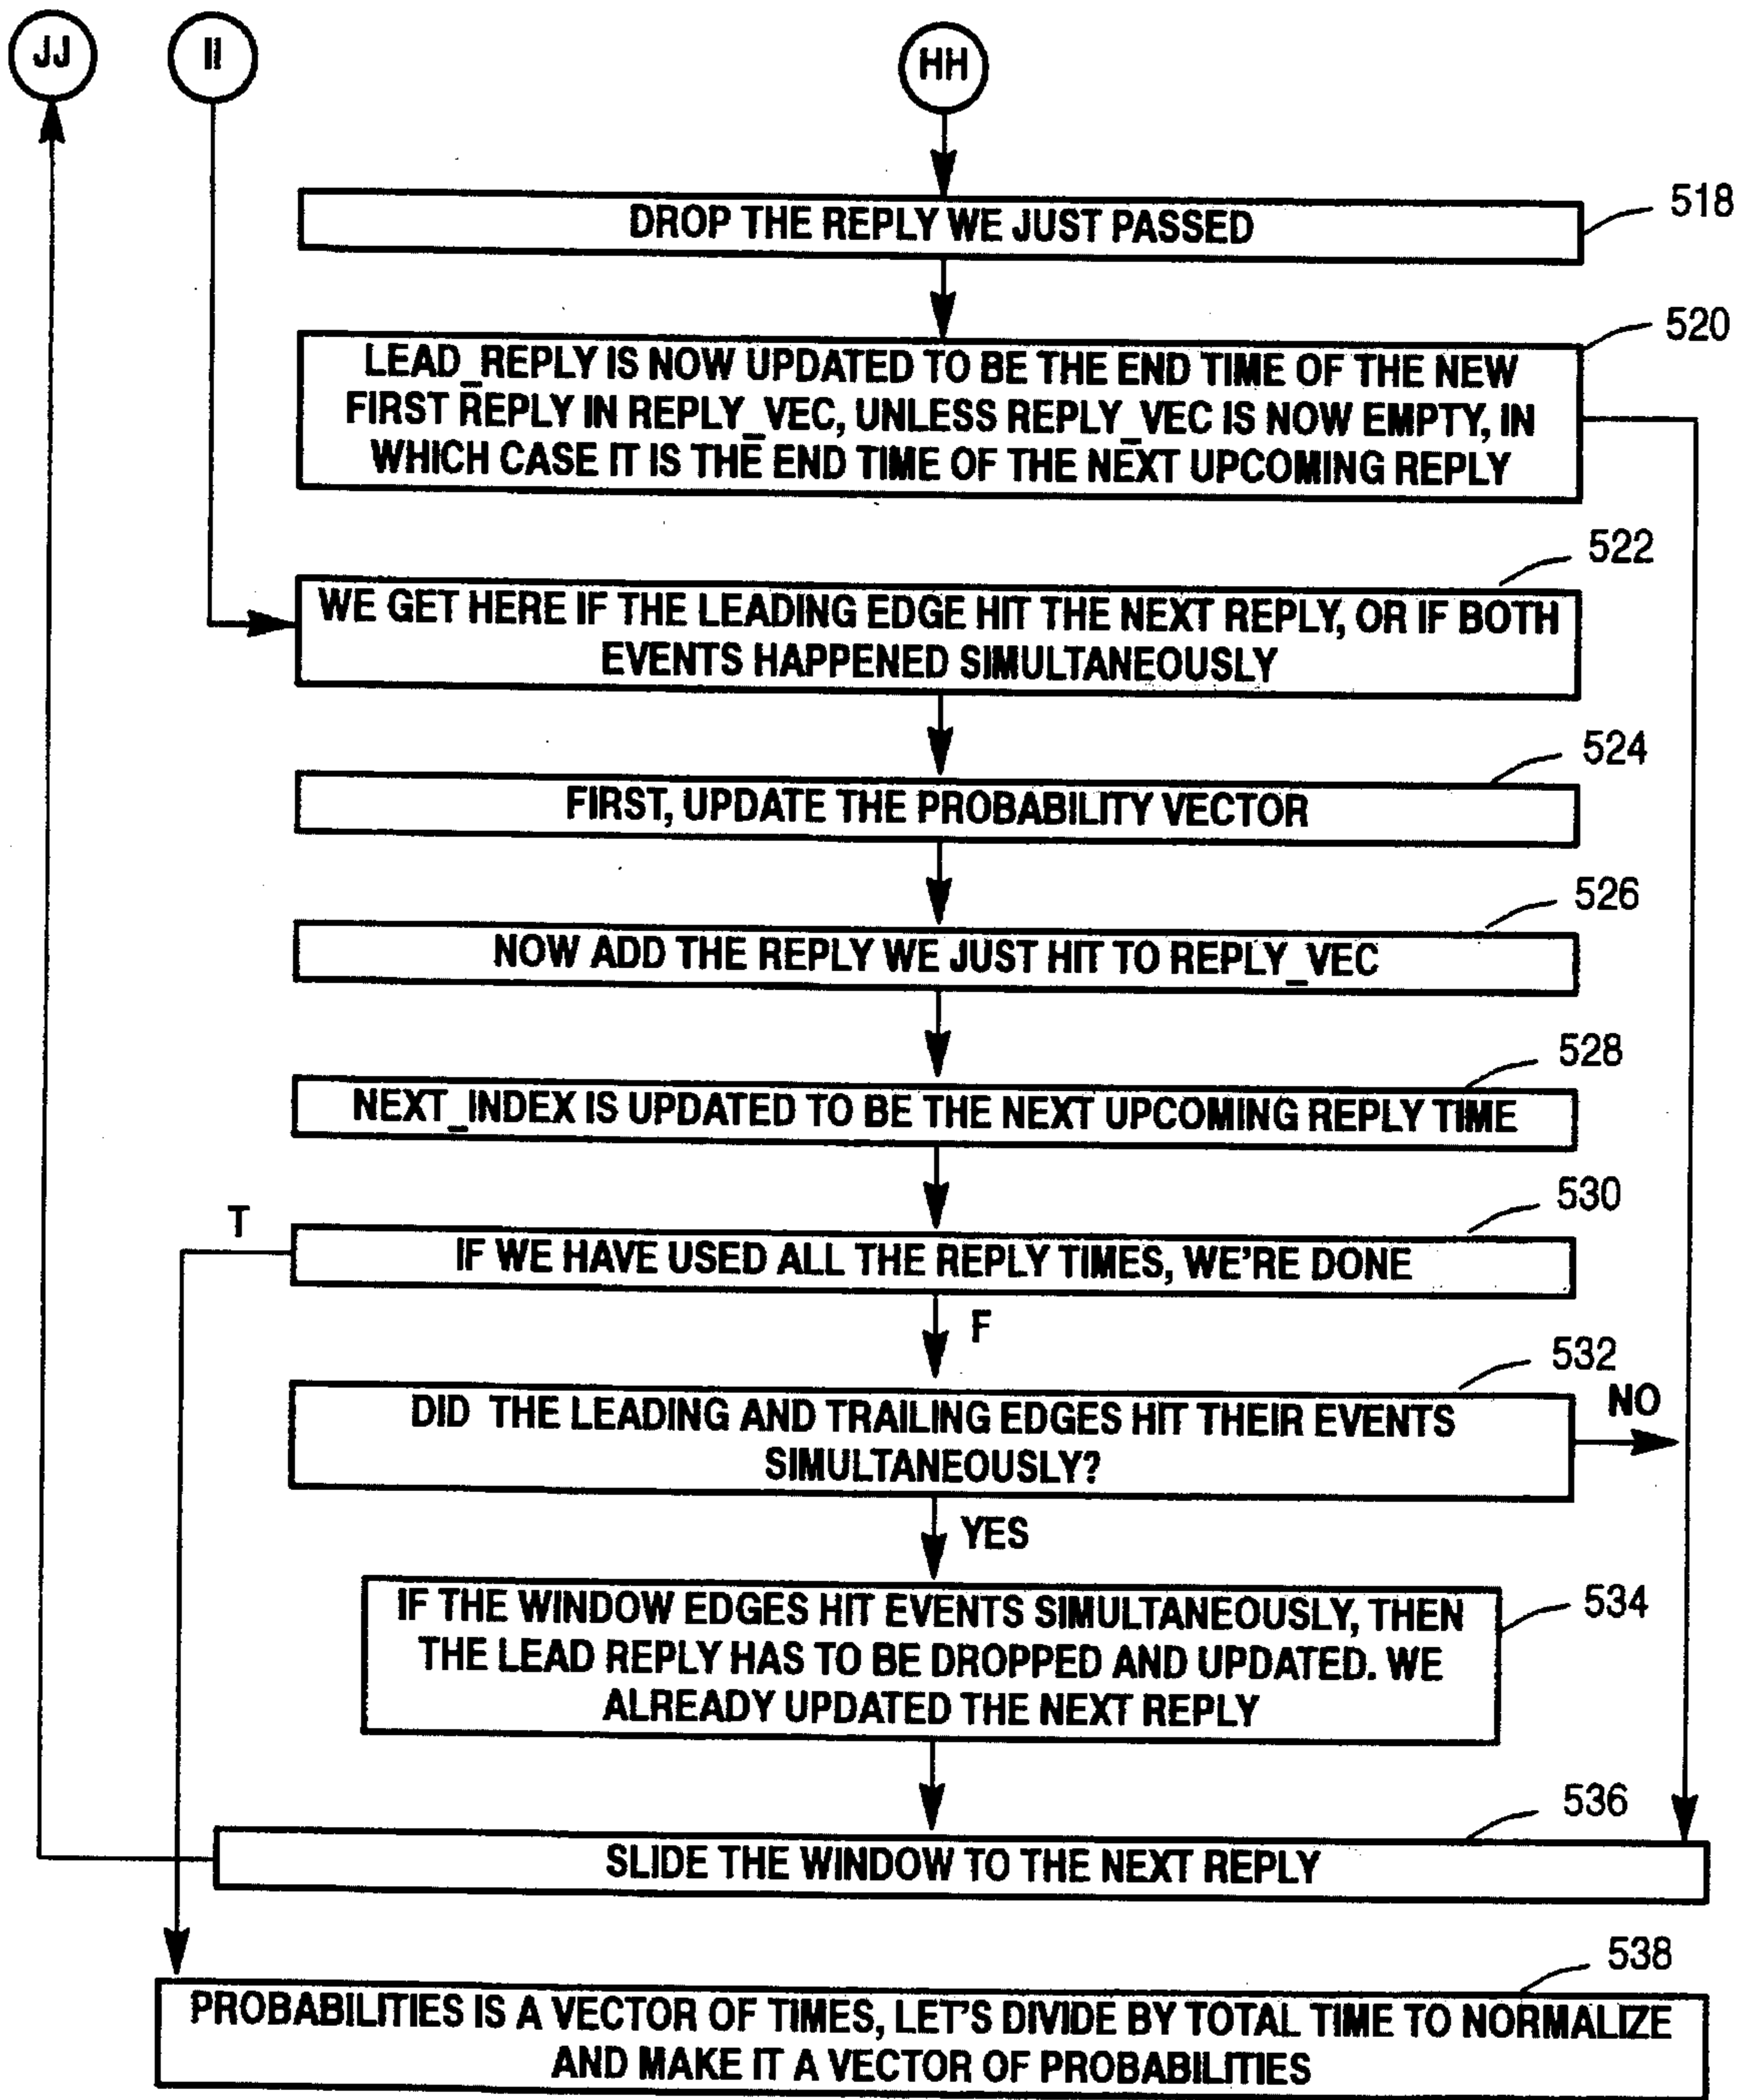 JJ
II
HH
DROP THE REPLY WE JUST PASSED
518
520
LEAD_REPLY IS NOW UPDATED TO BE THE END TIME OF THE NEW
FIRST REPLY IN REPLY_VEC, UNLESS REPLY_VEC IS NOW EMPTY, IN
WHICH CASE IT IS THE END TIME OF THE NEXT UPCOMING REPLY
522
WE GET HERE IF THE LEADING EDGE HIT THE NEXT REPLY, OR IF BOTH
EVENTS HAPPENED SIMULTANEOUSLY
524
FIRST, UPDATE THE PROBABILITY VECTOR
526
NOW ADD THE REPLY WE JUST HIT TO REPLY_VEC
528
NEXT_INDEX IS UPDATED TO BE THE NEXT UPCOMING REPLY TIME
530
T
IF WE HAVE USED ALL THE REPLY TIMES, WE'RE DONE
F
532
DID THE LEADING AND TRAILING EDGES HIT THEIR EVENTS
SIMULTANEOUSLY?
NO
YES
IF THE WINDOW EDGES HIT EVENTS SIMULTANEOUSLY, THEN
THE LEAD REPLY HAS TO BE DROPPED AND UPDATED. WE
ALREADY UPDATED THE NEXT REPLY
534
536
SLIDE THE WINDOW TO THE NEXT REPLY
538
PROBABILITIES IS A VECTOR OF TIMES, LET'S DIVIDE BY TOTAL TIME TO NORMALIZE
AND MAKE IT A VECTOR OF PROBABILITIES